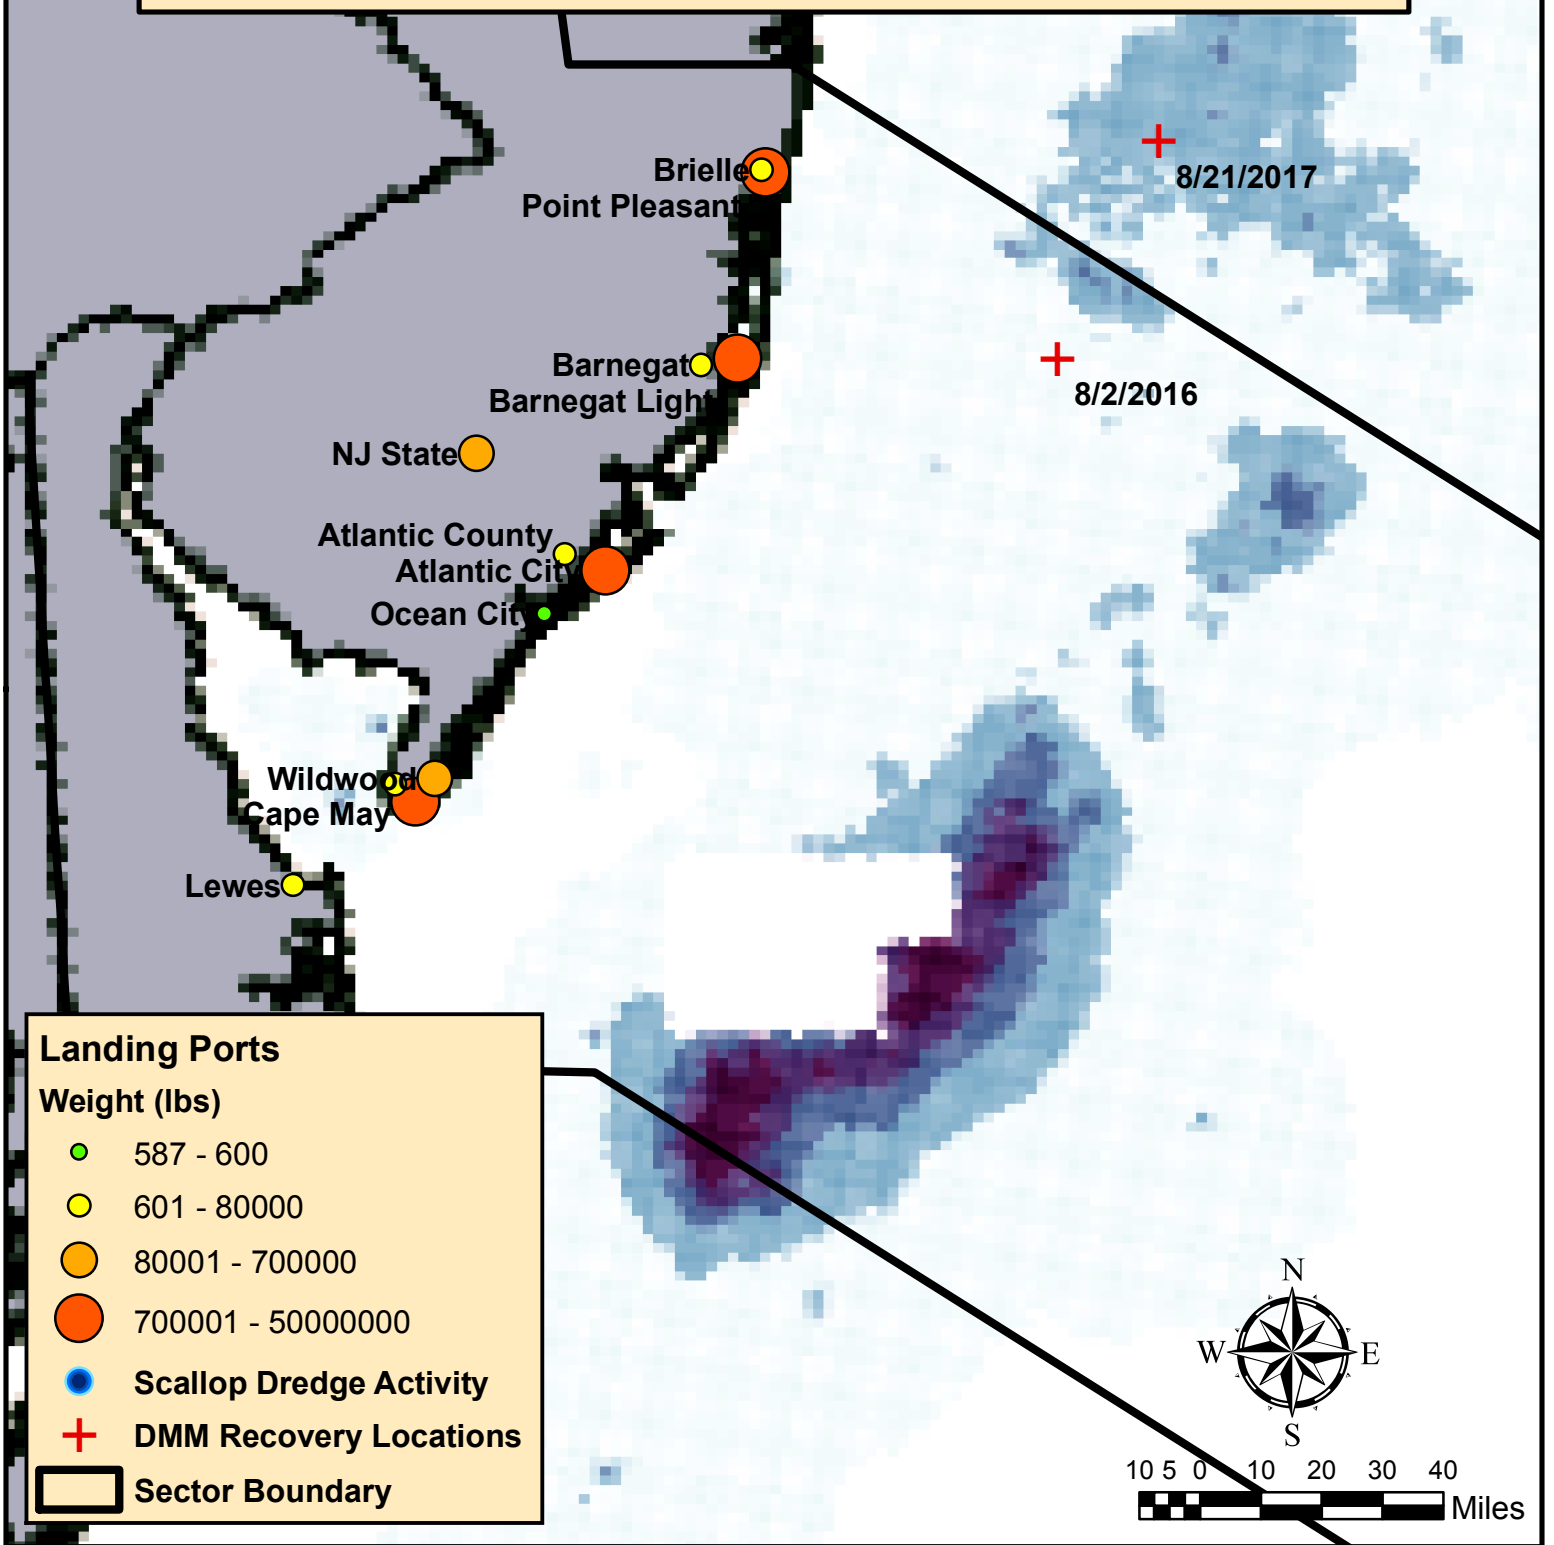 Brielle
Point Pleasant
8/21/2017
Barnegat
Barnegat Light
8/2/2016
NJ State
Atlantic County
Atlantic City
Ocean City
Wildwood
Cape May
Lewes
Landing Ports
Weight (lbs)
587 - 600
601 - 80000
80001 - 700000
700001 - 50000000
Scallop Dredge Activity
DMM Recovery Locations
Sector Boundary
N
W E
S
10 5 0 10 20 30 40
Miles